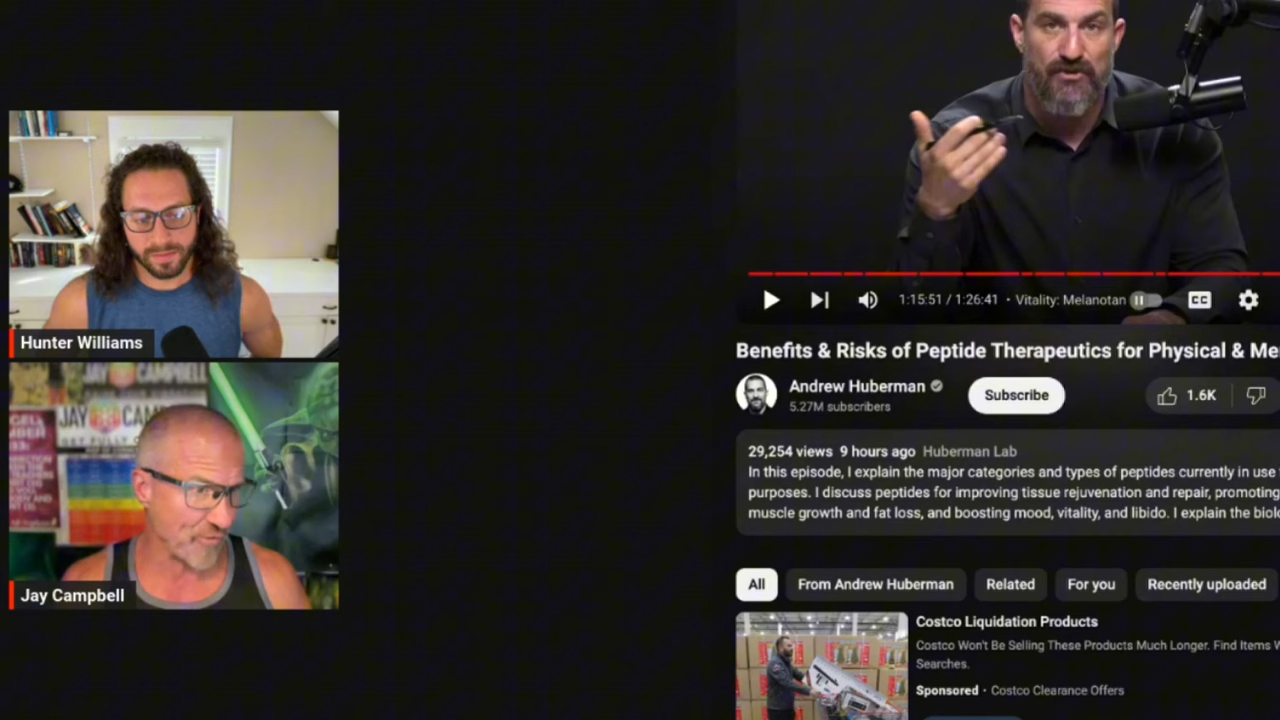 Hunter Williams
JAY CAMPBELL
JAY CAM
Jay Campbell
1:15:51 / 1:26:41 • Vitality: Melanotan
CC
Benefits & Risks of Peptide Therapeutics for Physical & Me
Andrew Huberman
5.27M subscribers
Subscribe
1.6K
29,254 views 9 hours ago Huberman Lab
In this episode, I explain the major categories and types of peptides currently in use
purposes. I discuss peptides for improving tissue rejuvenation and repair, promoting
muscle growth and fat loss, and boosting mood, vitality, and libido. I explain the biol
All
From Andrew Huberman
Related
For you
Recently uploaded
Costco Liquidation Products
Costco Won't Be Selling These Products Much Longer. Find Items W
Searches.
Sponsored • Costco Clearance Offers